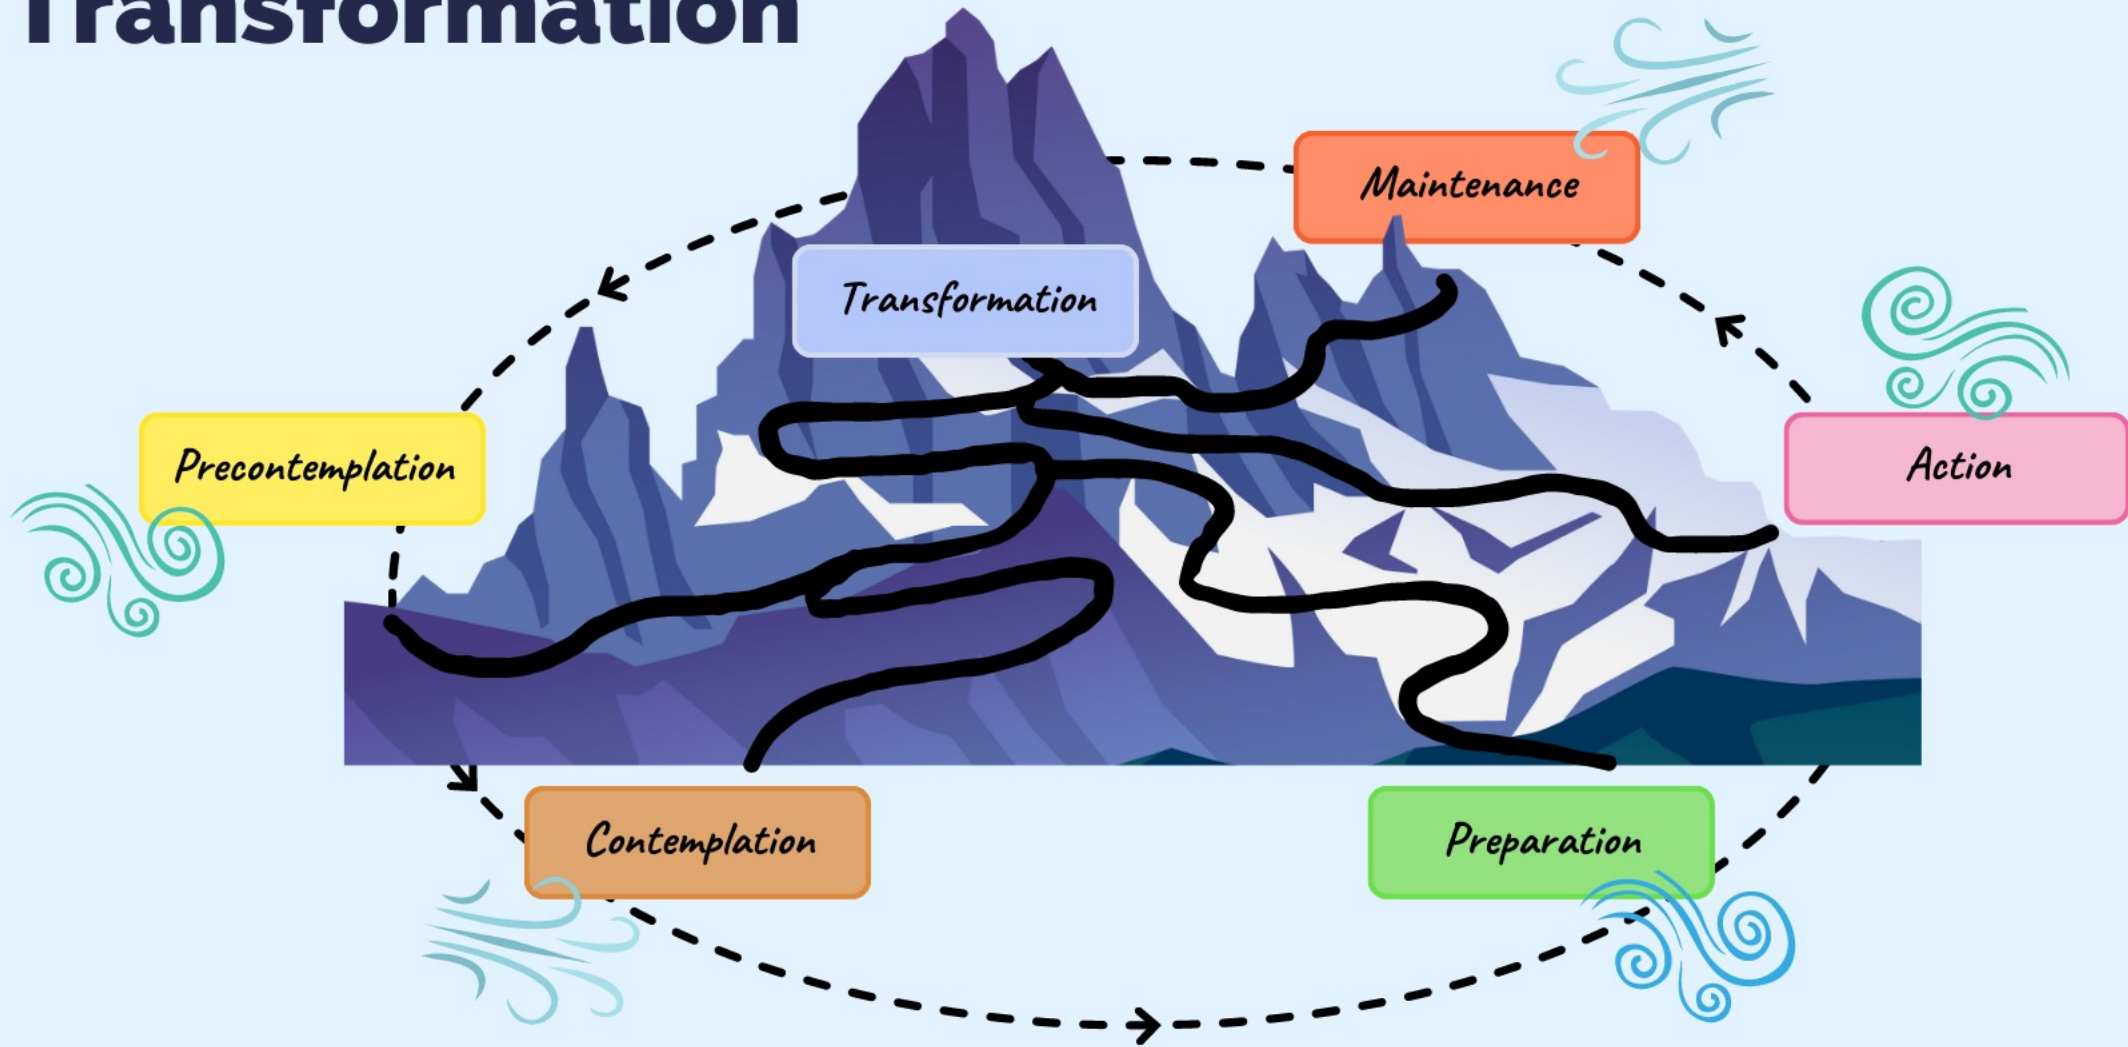 Transformation
Maintenance
Transformation
Precontemplation
Action
Contemplation
Preparation